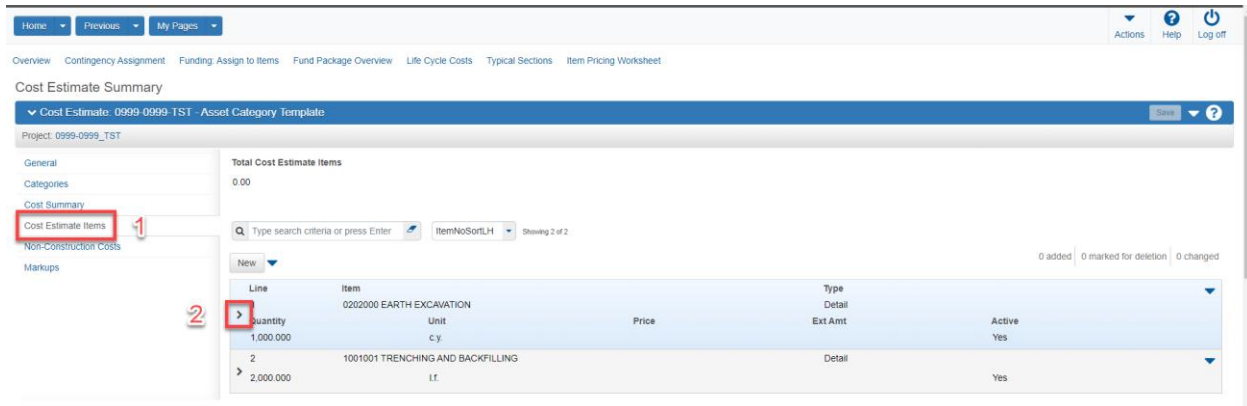 Home Previous My Pages Actions Help Log off
Overview Contingency Assignment Funding: Assign to Items Fund Package Overview Life Cycle Costs Typical Sections Item Pricing Worksheet
Cost Estimate Summary
Cost Estimate: 0999-0999-TST - Asset Category Template Save
Project: 0999-0999_TST
General
Categories
Cost Summary
Cost Estimate Items 1
Non-Construction Costs
Markups
Total Cost Estimate Items
0.00
Type search criteria or press Enter ItemNoSortLH Showing 2 of 2
New 0 added 0 marked for deletion 0 changed
Line Item Type
0202000 EARTH EXCAVATION Detail
2
Quantity Unit Price Ext Amt Active
1,000.000 c.y. Yes
2 1001001 TRENCHING AND BACKFILLING Detail
2,000.000 l.f. Yes